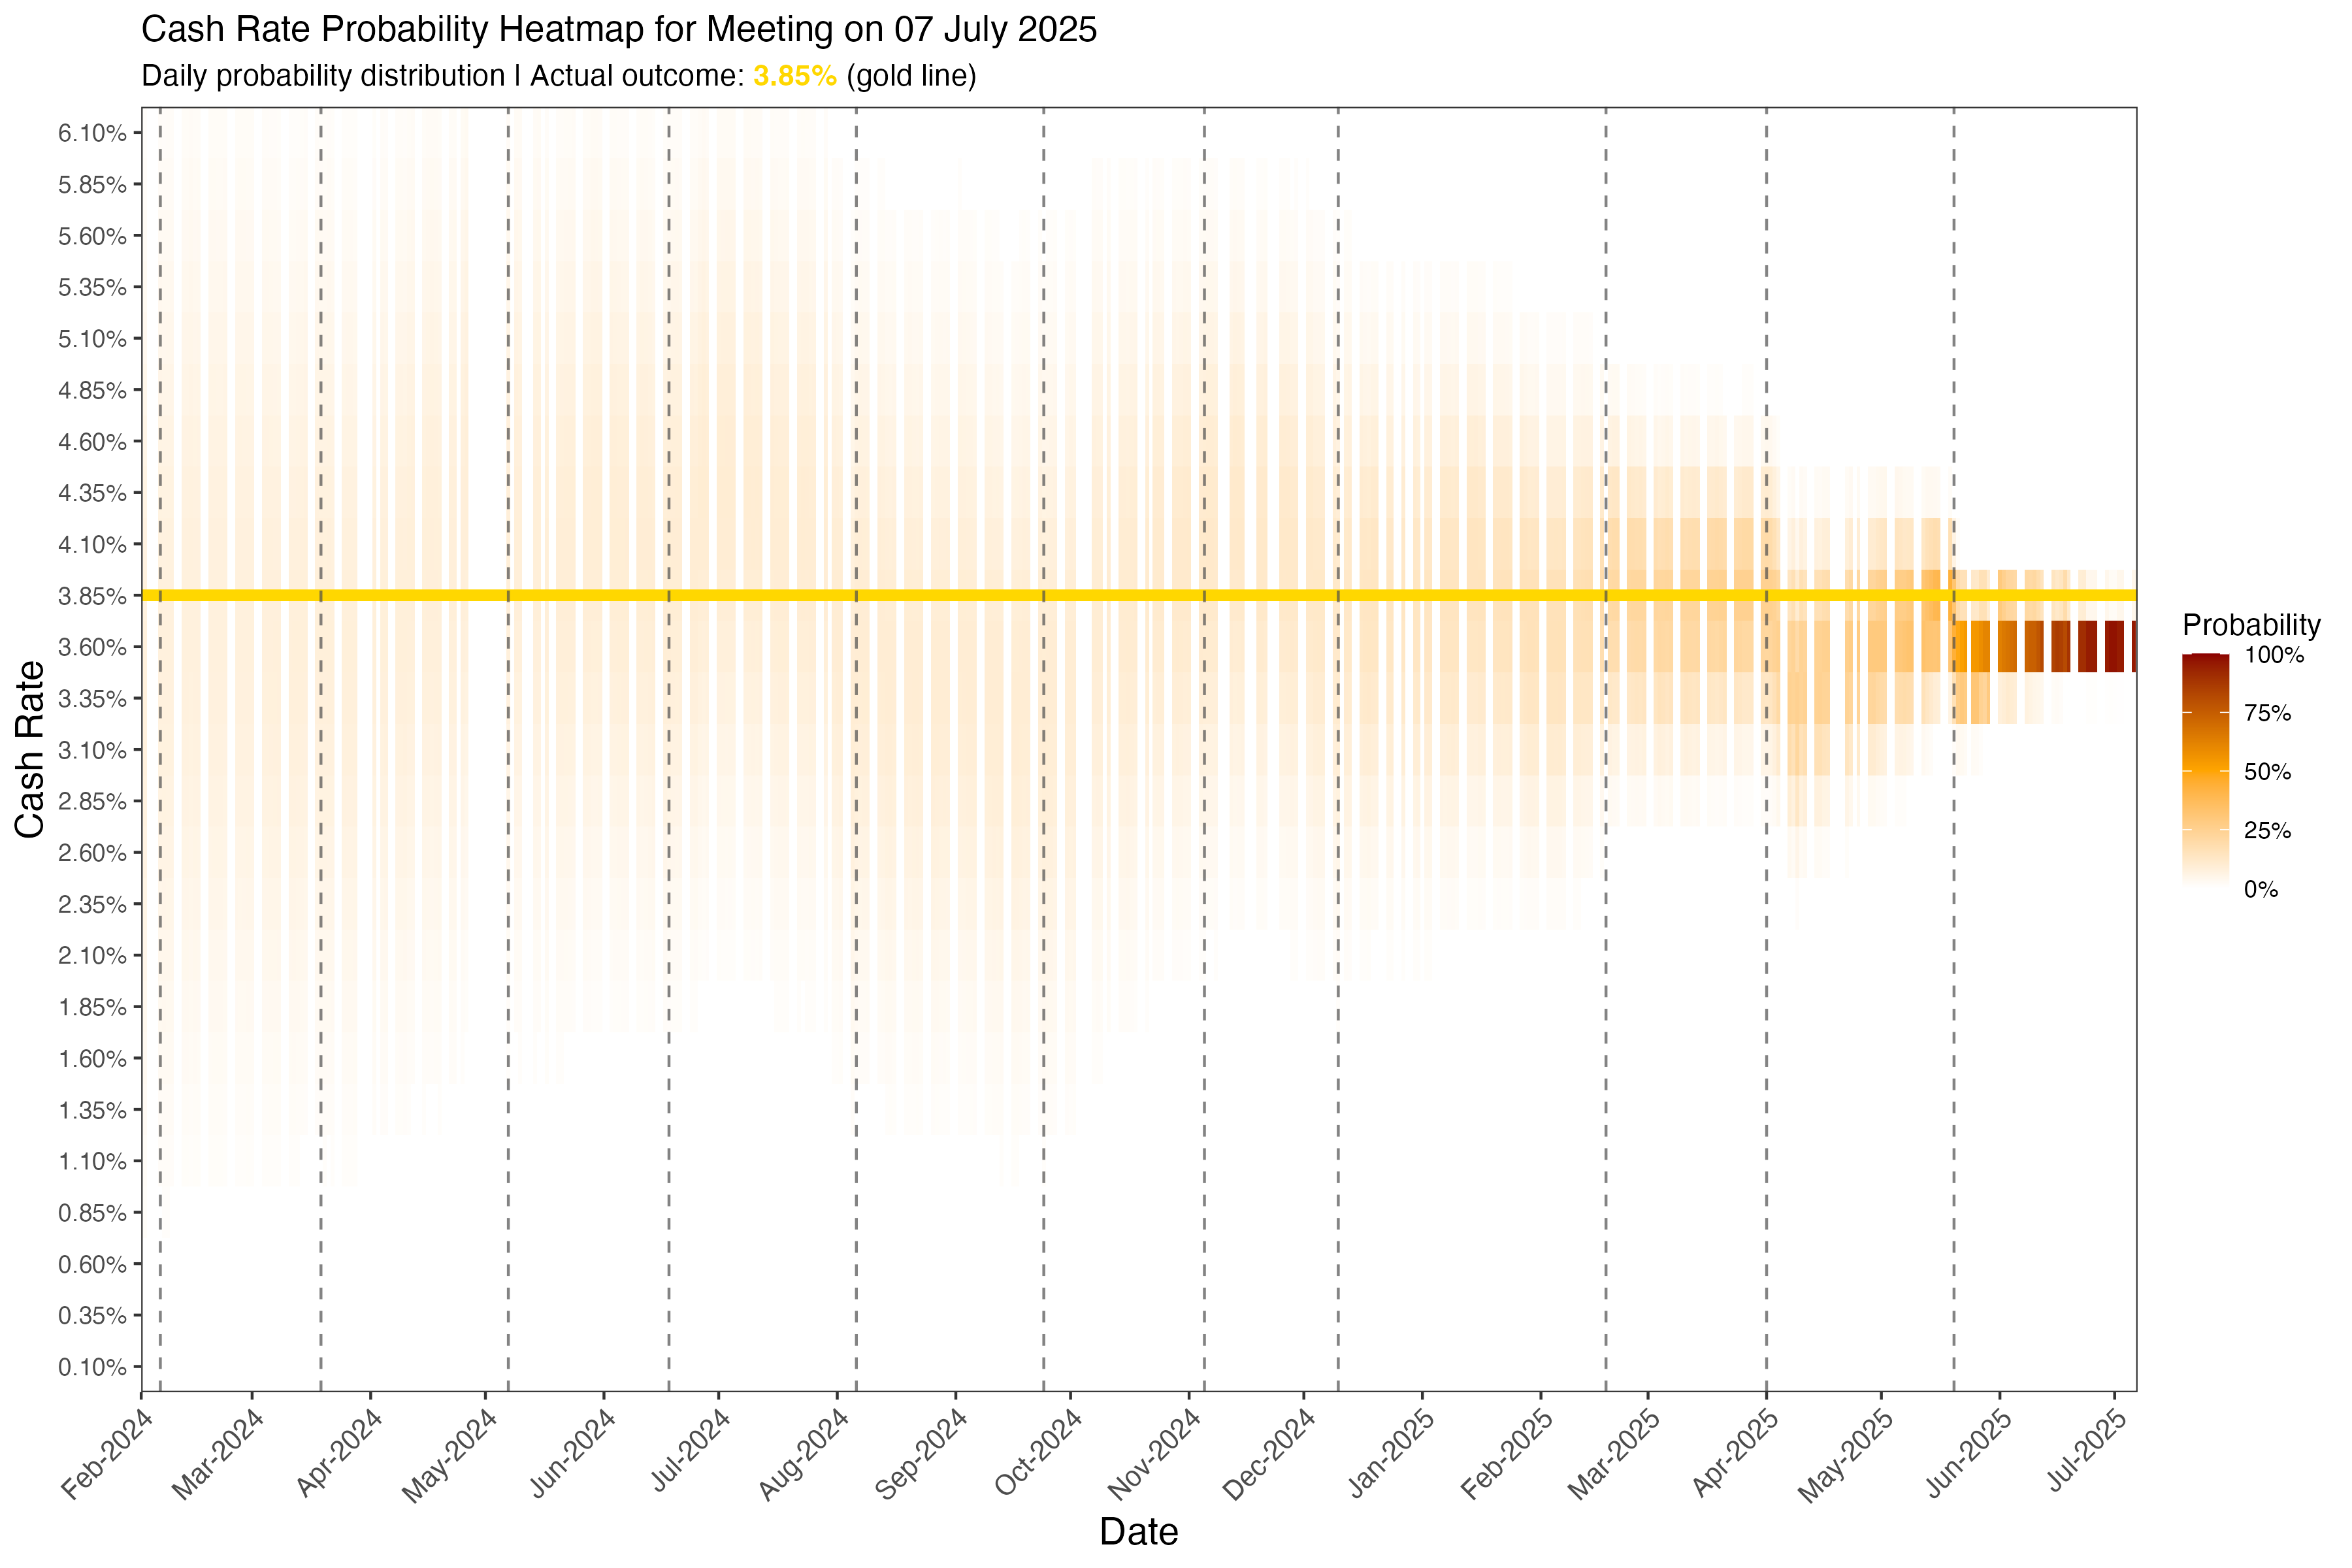 Cash Rate Probability Heatmap for Meeting on 07 July 2025
Daily probability distribution | Actual outcome: 3.85% (gold line)
6.10%
5.85%
5.60%
5.35%
5.10%
4.85%
4.60%
4.35%
4.10%
3.85%
3.60%
3.35%
3.10%
2.85%
2.60%
2.35%
2.10%
1.85%
1.60%
1.35%
1.10%
0.85%
0.60%
0.35%
0.10%
Cash Rate
Feb-2024
Mar-2024
Apr-2024
May-2024
Jun-2024
Jul-2024
Aug-2024
Sep-2024
Oct-2024
Nov-2024
Dec-2024
Jan-2025
Feb-2025
Mar-2025
Apr-2025
May-2025
Jun-2025
Jul-2025
Date
Probability
100%
75%
50%
25%
0%